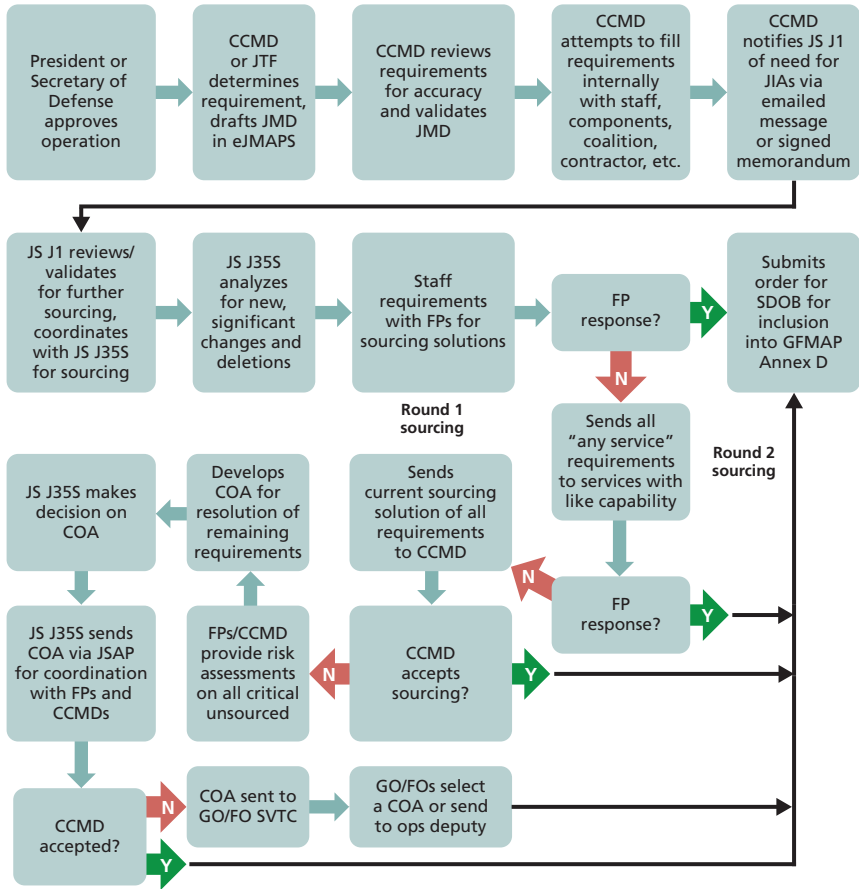 President or
Secretary of
Defense
approves
operation
CCMD
or JTF
determines
requirement,
drafts JMD
in eJMAPS
CCMD reviews
requirements
for accuracy
and validates
JMD
CCMD
attempts to fill
requirements
internally
with staff,
components,
coalition,
contractor, etc.
CCMD
notifies JS J1
of need for
JIAs via
emailed
message
or signed
memorandum
JS J1 reviews/
validates
for further
sourcing,
coordinates
with JS J35S
for sourcing
JS J35S
analyzes
for new,
significant
changes and
deletions
Staff
requirements
with FPs for
sourcing solutions
FP
response?
Y
N
Submits
order for
SDOB for
inclusion
into GFMAP
Annex D
Round 1
sourcing
Sends all
“any service”
requirements
to services with
like capability
Round 2
sourcing
FP
response?
Y
N
Sends
current sourcing
solution of all
requirements
to CCMD
CCMD
accepts
sourcing?
Y
N
FPs/CCMD
provide risk
assessments
on all critical
unsourced
Develops
COA for
resolution of
remaining
requirements
JS J35S makes
decision on
COA
JS J35S sends
COA via JSAP
for coordination
with FPs and
CCMDs
CCMD
accepted?
N
Y
COA sent to
GO/FO SVTC
GO/FOs select
a COA or send
to ops deputy